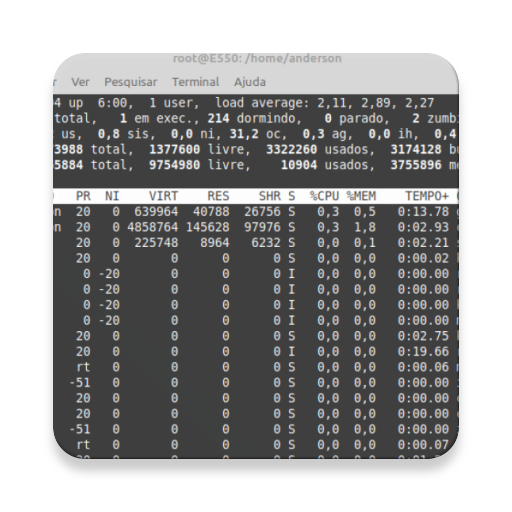 root@E550: /home/anderson
Ver Pesquisar Terminal Ajuda
4 up 6:00, 1 user, load average: 2,11, 2,89, 2,27
total, 1 em exec., 214 dormindo, 0 parado, 2 zumbi
us, 0,8 sis, 0,0 ni, 31,2 oc, 0,3 ag, 0,0 ih, 0,4
3988 total, 1377600 livre, 3322260 usados, 3174128 bu
5884 total, 9754980 livre, 10904 usados, 3755896 me
PR NI VIRT RES SHR S %CPU %MEM TEMPO+
n 20 0 639964 40788 26756 S 0,3 0,5 0:13.78
n 20 0 4858764 145628 97976 S 0,3 1,8 0:02.93
20 0 225748 8964 6232 S 0,0 0,1 0:02.21
20 0 0 0 0 S 0,0 0,0 0:00.02
0 -20 0 0 0 I 0,0 0,0 0:00.00
0 -20 0 0 0 I 0,0 0,0 0:00.00
0 -20 0 0 0 I 0,0 0,0 0:00.00
0 -20 0 0 0 I 0,0 0,0 0:00.00
20 0 0 0 0 S 0,0 0,0 0:02.75
20 0 0 0 0 I 0,0 0,0 0:19.66
rt 0 0 0 0 S 0,0 0,0 0:00.06
-51 0 0 0 0 S 0,0 0,0 0:00.00
20 0 0 0 0 S 0,0 0,0 0:00.00
20 0 0 0 0 S 0,0 0,0 0:00.00
-51 0 0 0 0 S 0,0 0,0 0:00.00
rt 0 0 0 0 S 0,0 0,0 0:00.07